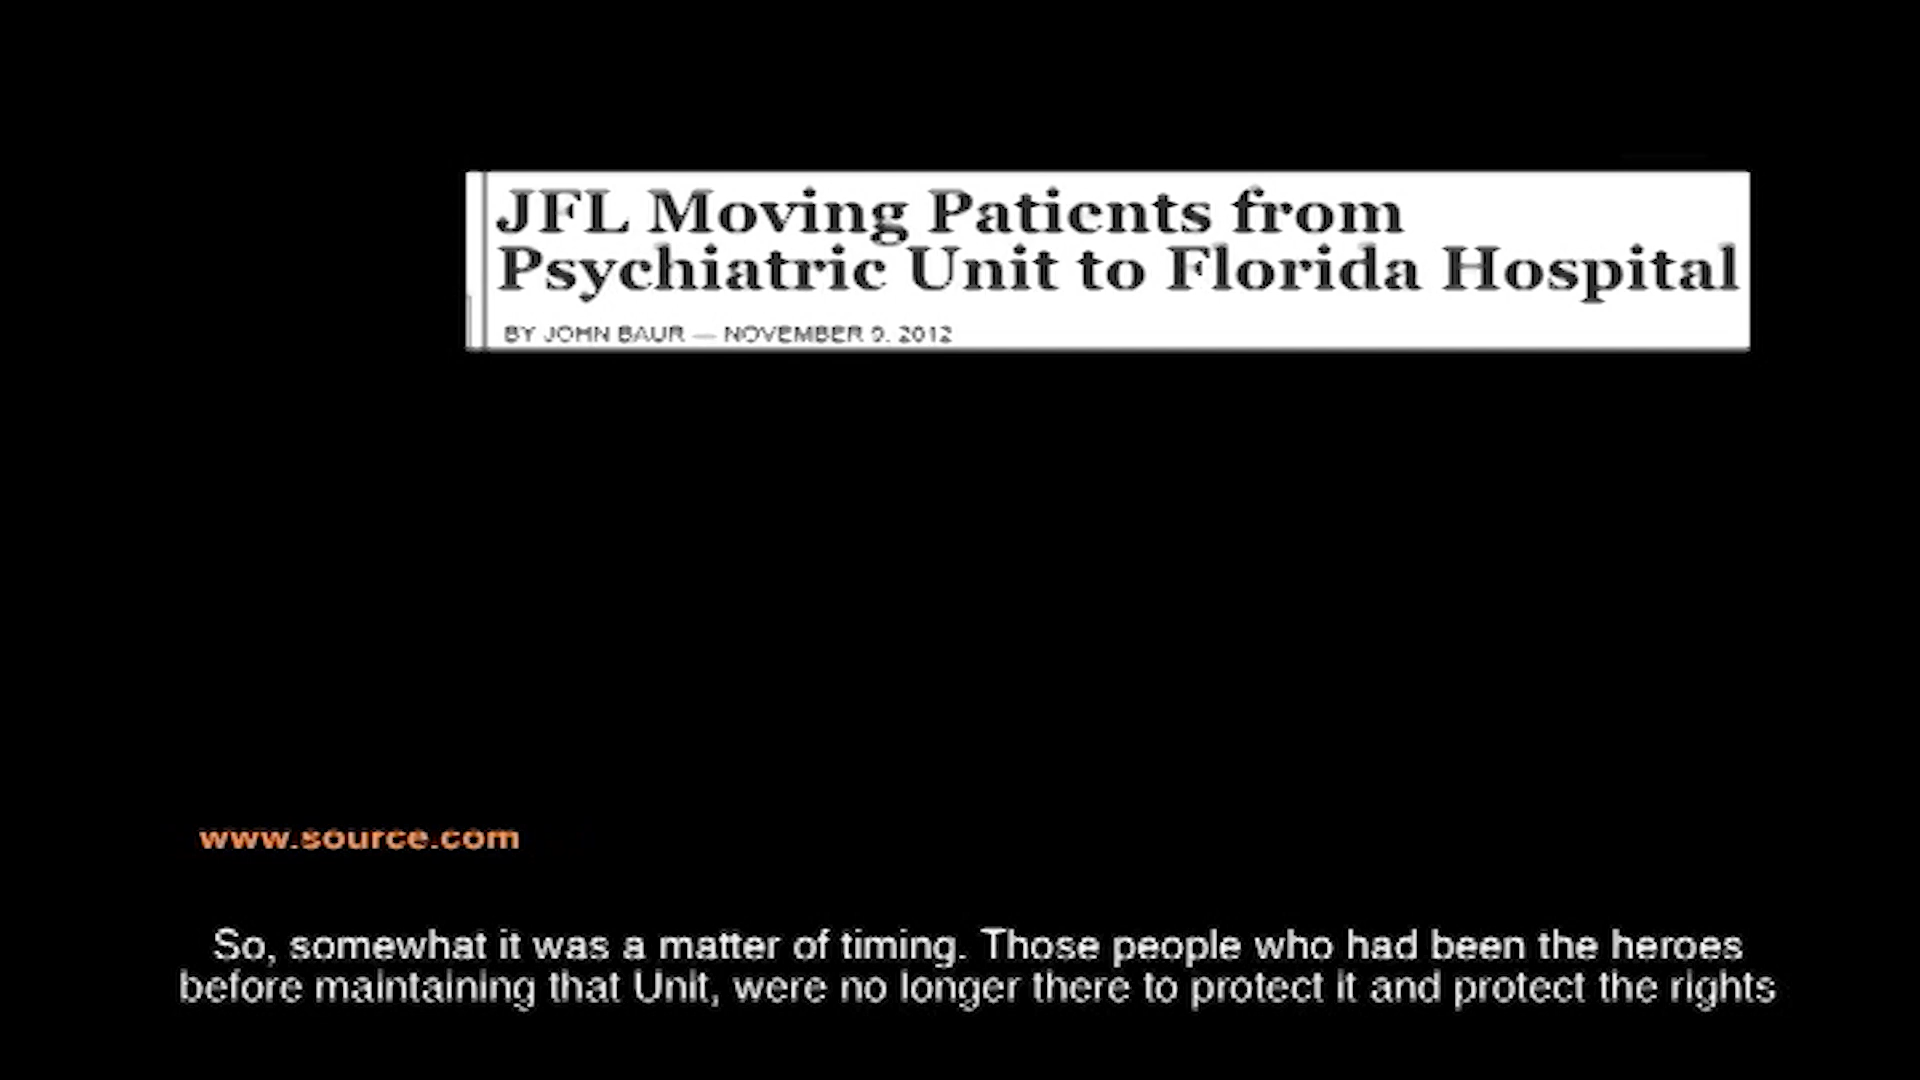 JFL Moving Patients from
Psychiatric Unit to Florida Hospital
BY JOHN BAUR — NOVEMBER 9, 2012
www.source.com
So, somewhat it was a matter of timing. Those people who had been the heroes
before maintaining that Unit, were no longer there to protect it and protect the rights